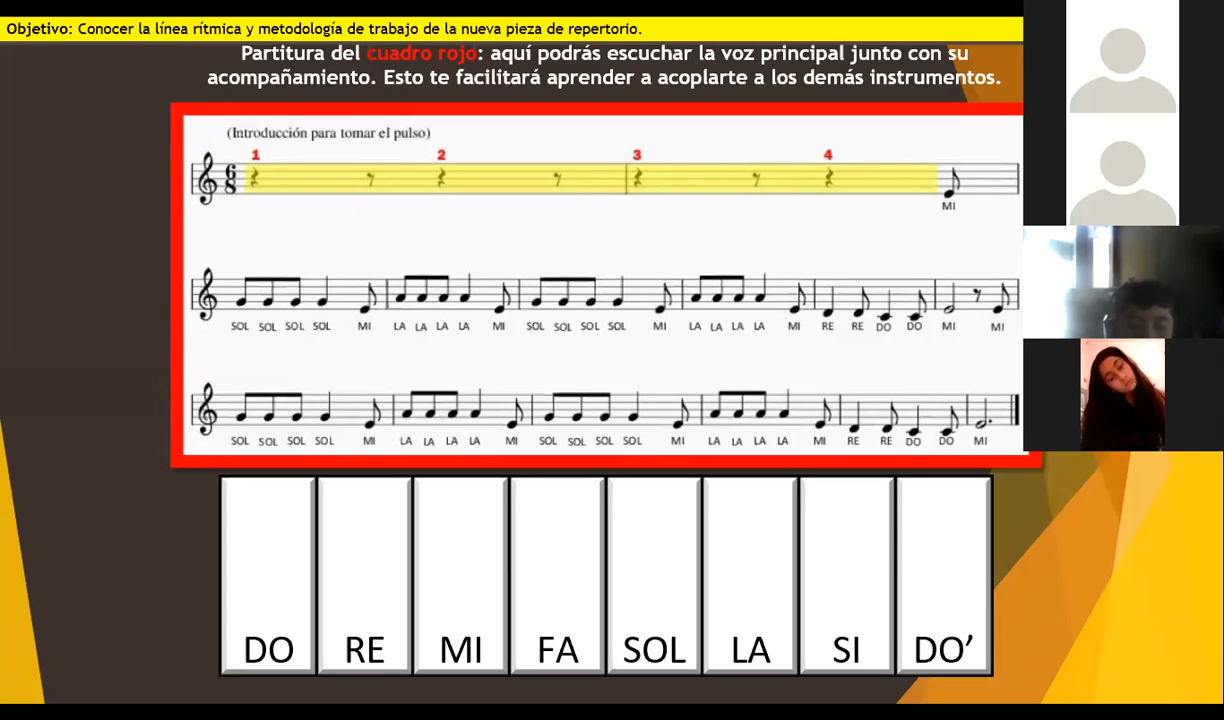 Objetivo: Conocer la línea rítmica y metodología de trabajo de la nueva pieza de repertorio.
Partitura del cuadro rojo: aquí podrás escuchar la voz principal junto con su
acompañamiento. Esto te facilitará aprender a acoplarte a los demás instrumentos.
(Introducción para tomar el pulso)
1 2 3 4
6
8
MI
SOL SOL SOL SOL MI LA LA LA LA MI SOL SOL SOL SOL MI LA LA LA LA MI RE RE DO DO MI MI
SOL SOL SOL SOL MI LA LA LA LA MI SOL SOL SOL SOL MI LA LA LA LA MI RE RE DO DO MI
DO RE MI FA SOL LA SI DO’